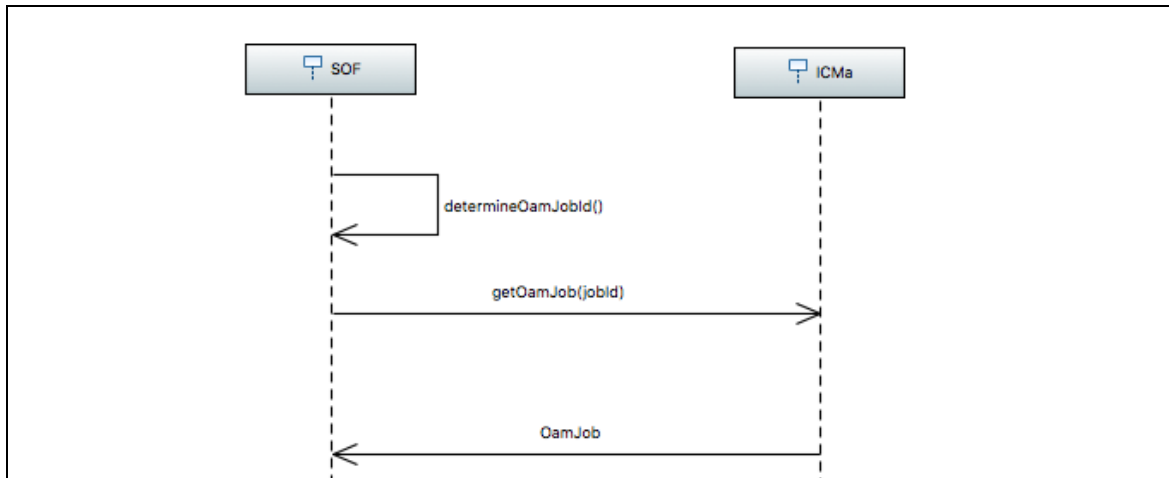 SOF
ICMa
determineOamJobId()
getOamJob(jobId)
OamJob